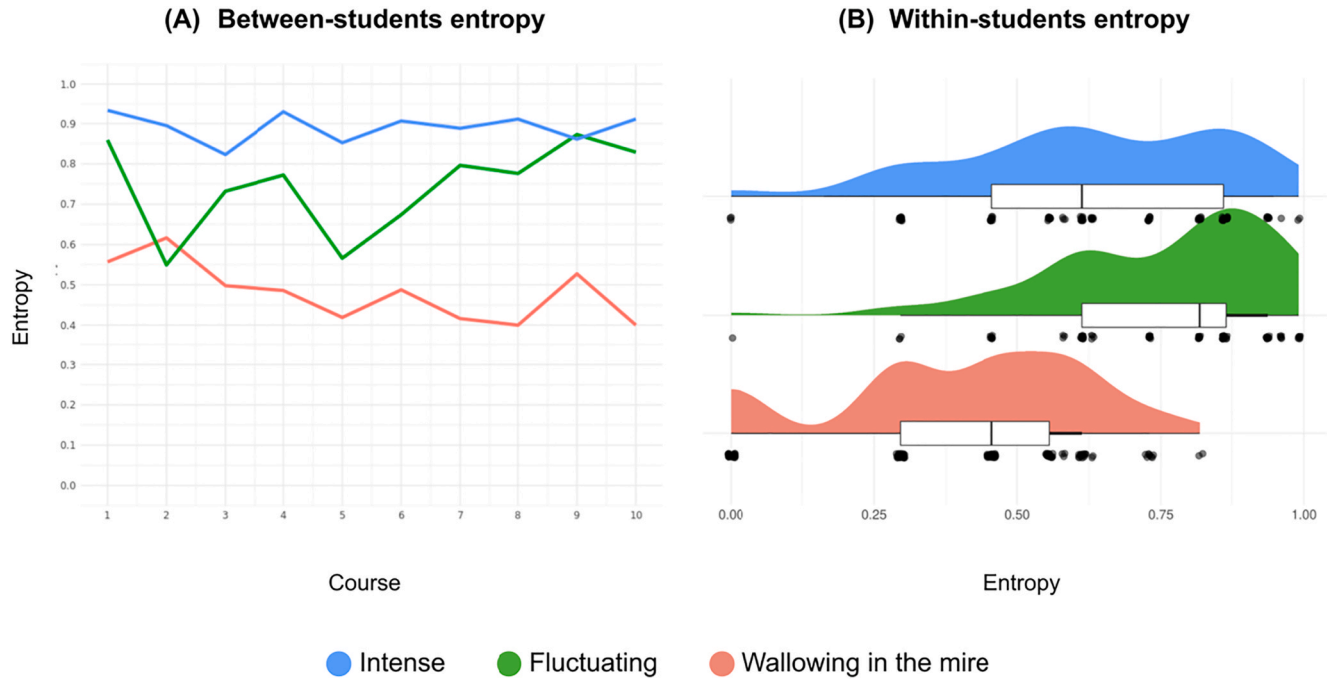 (A) Between-students entropy
(B) Within-students entropy
1.0
0.9
0.8
0.7
0.6
0.5
0.4
0.3
0.2
0.1
0.0
Entropy
1 2 3 4 5 6 7 8 9 10
Course
0.00 0.25 0.50 0.75 1.00
Entropy
Intense Fluctuating Wallowing in the mire